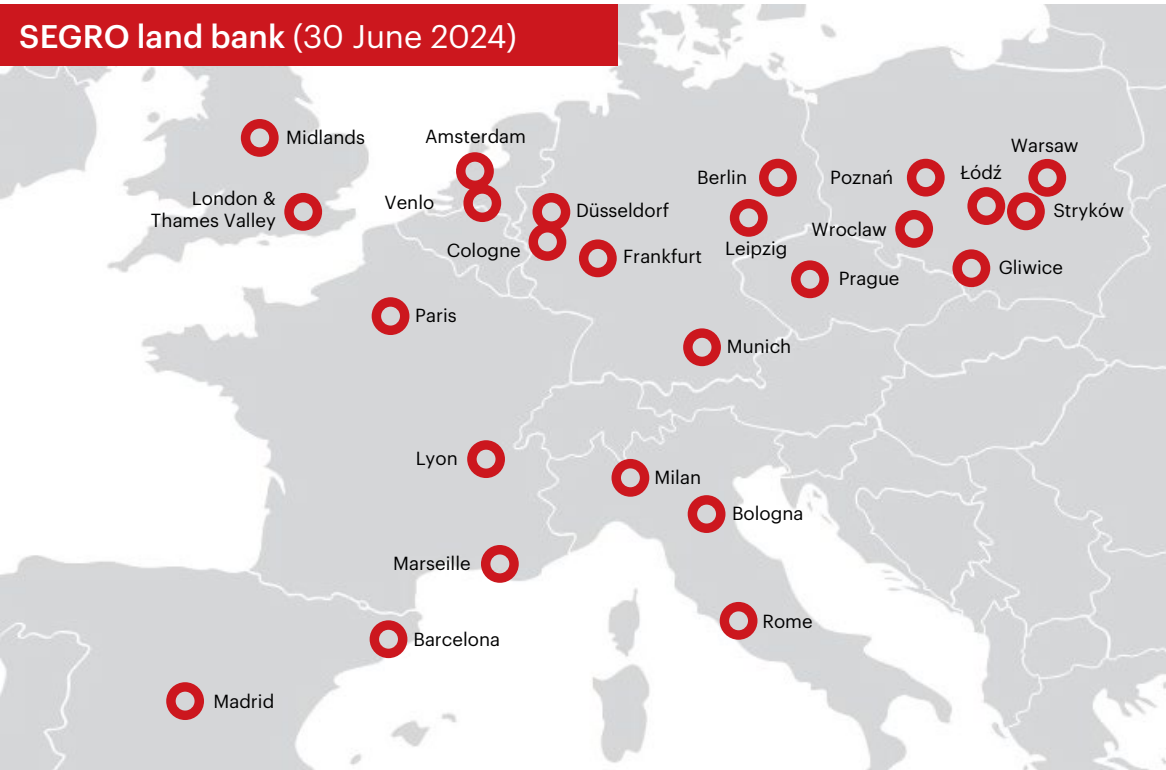 SEGRO land bank (30 June 2024)
Midlands
Amsterdam
Warsaw
Berlin
Poznań
Łódź
London &
Thames Valley
Venlo
Düsseldorf
Stryków
Wroclaw
Cologne
Leipzig
Frankfurt
Gliwice
Prague
Paris
Munich
Lyon
Milan
Bologna
Marseille
Rome
Barcelona
Madrid